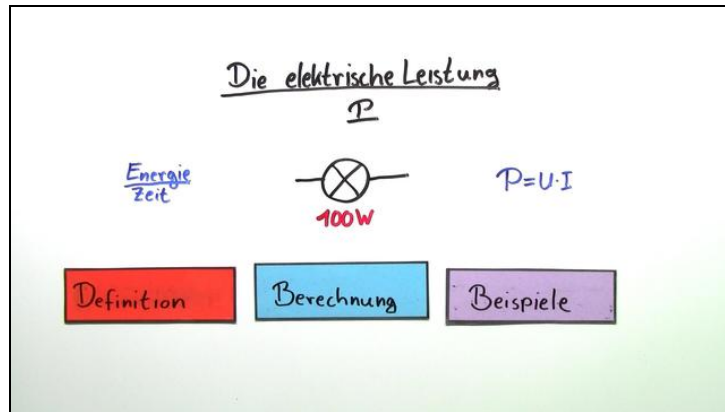 Die elektrische Leistung
P
Energie
Zeit
100W
P=U·I
Definition
Berechnung
Beispiele